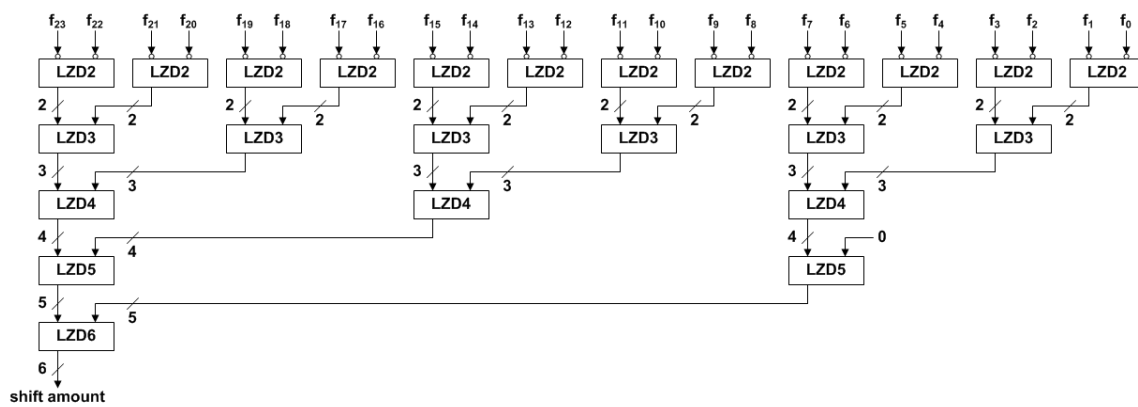 f23 f22 f21 f20 f19 f18 f17 f16 f15 f14 f13 f12 f11 f10 f9 f8 f7 f6 f5 f4 f3 f2 f1 f0
LZD2 LZD2 LZD2 LZD2 LZD2 LZD2 LZD2 LZD2 LZD2 LZD2 LZD2 LZD2
2 2 2 2 2 2 2 2 2 2 2 2
LZD3 LZD3 LZD3 LZD3 LZD3 LZD3
3 3 3 3 3 3
LZD4 LZD4 LZD4
4 4 4 0
LZD5 LZD5
5 5
LZD6
6
shift amount